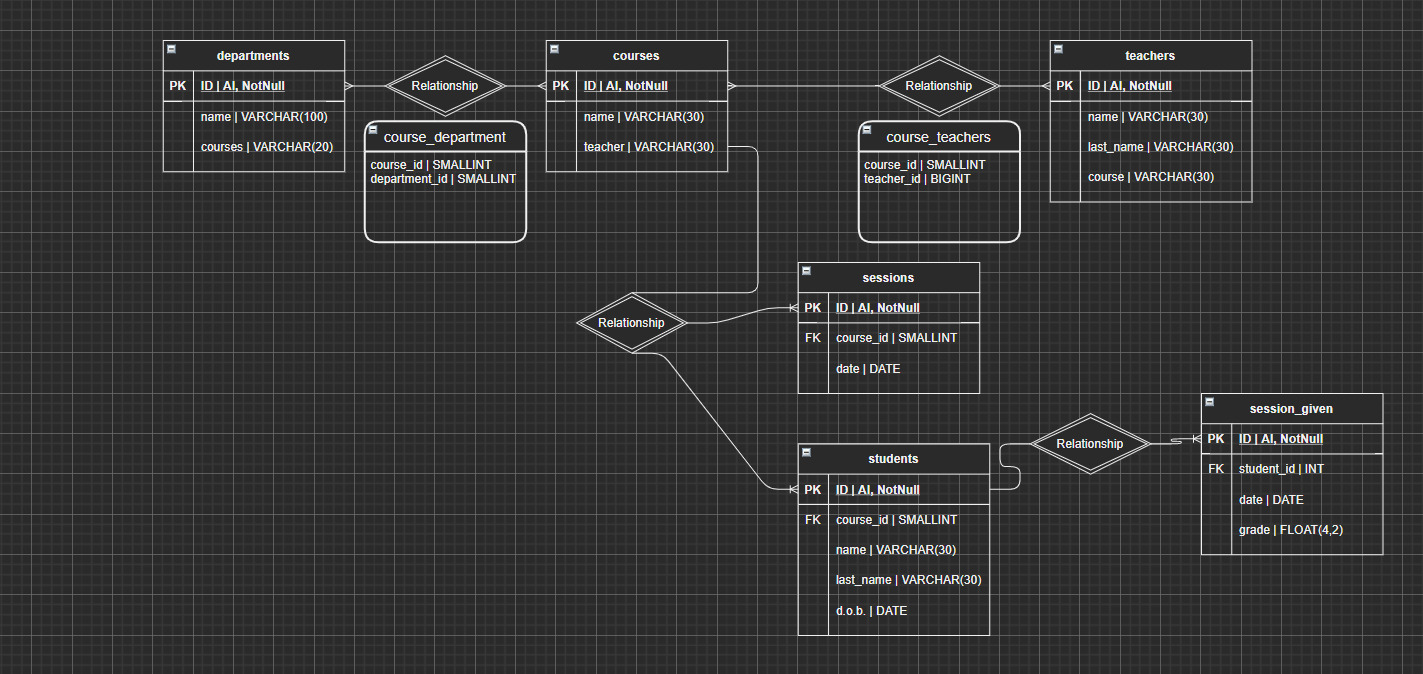 departments
PK ID | AI, NotNull
name | VARCHAR(100)
courses | VARCHAR(20)
Relationship
course_department
course_id | SMALLINT
department_id | SMALLINT
courses
PK ID | AI, NotNull
name | VARCHAR(30)
teacher | VARCHAR(30)
Relationship
course_teachers
course_id | SMALLINT
teacher_id | BIGINT
teachers
PK ID | AI, NotNull
name | VARCHAR(30)
last_name | VARCHAR(30)
course | VARCHAR(30)
Relationship
sessions
PK ID | AI, NotNull
FK course_id | SMALLINT
date | DATE
students
PK ID | AI, NotNull
FK course_id | SMALLINT
name | VARCHAR(30)
last_name | VARCHAR(30)
d.o.b. | DATE
Relationship
session_given
PK ID | AI, NotNull
FK student_id | INT
date | DATE
grade | FLOAT(4,2)